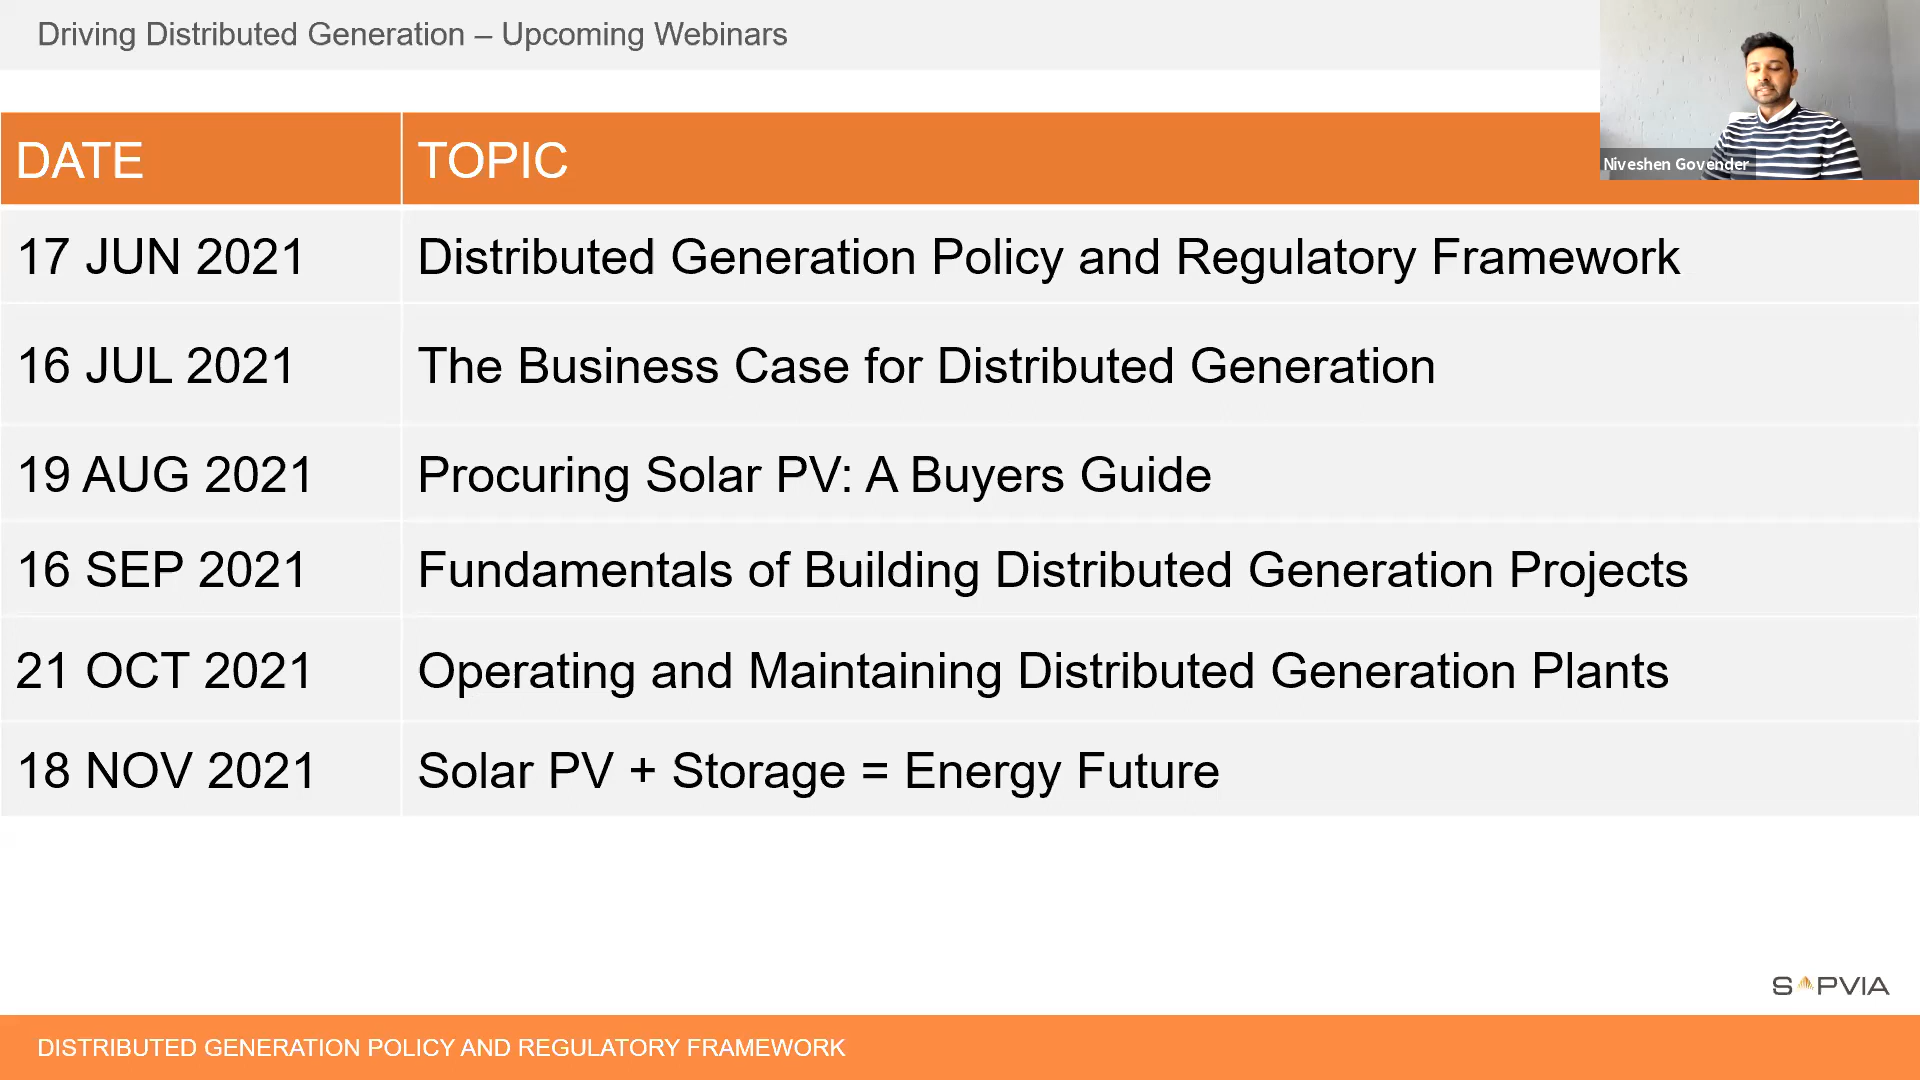 Driving Distributed Generation – Upcoming Webinars
Niveshen Govender
DATE TOPIC
17 JUN 2021 Distributed Generation Policy and Regulatory Framework
16 JUL 2021 The Business Case for Distributed Generation
19 AUG 2021 Procuring Solar PV: A Buyers Guide
16 SEP 2021 Fundamentals of Building Distributed Generation Projects
21 OCT 2021 Operating and Maintaining Distributed Generation Plants
18 NOV 2021 Solar PV + Storage = Energy Future
SAPVIA
DISTRIBUTED GENERATION POLICY AND REGULATORY FRAMEWORK